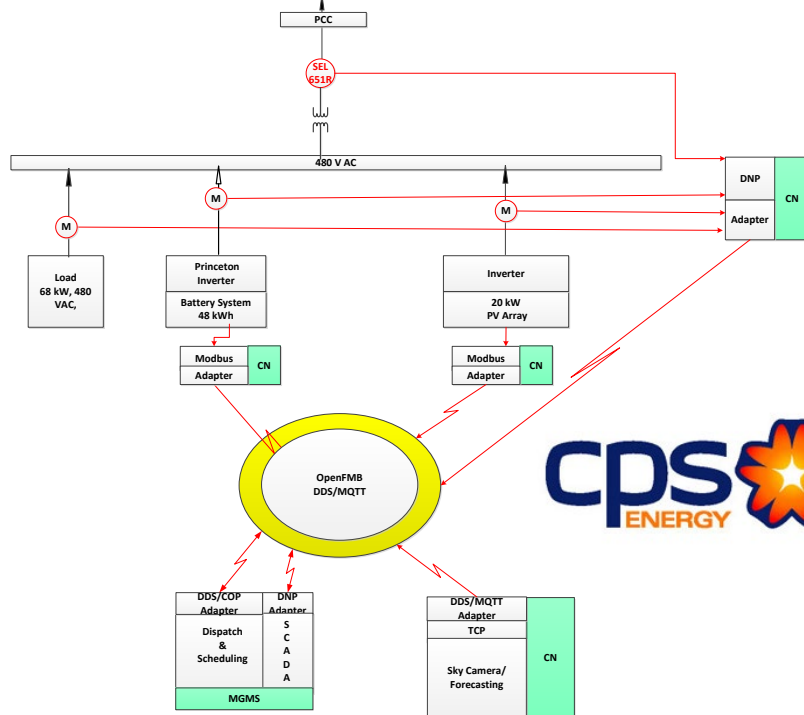 PCC
SEL
651R
480 V AC
M
M
M
DNP
Adapter
CN
Load
68 kW, 480
VAC,
Princeton
Inverter
Battery System
48 kWh
Inverter
20 kW
PV Array
Modbus
Adapter
CN
Modbus
Adapter
CN
OpenFMB
DDS/MQTT
cps
ENERGY
DDS/COP
Adapter
DNP
Adapter
Dispatch
&
Scheduling
S
C
A
D
A
MGMS
DDS/MQTT
Adapter
TCP
Sky Camera/
Forecasting
CN